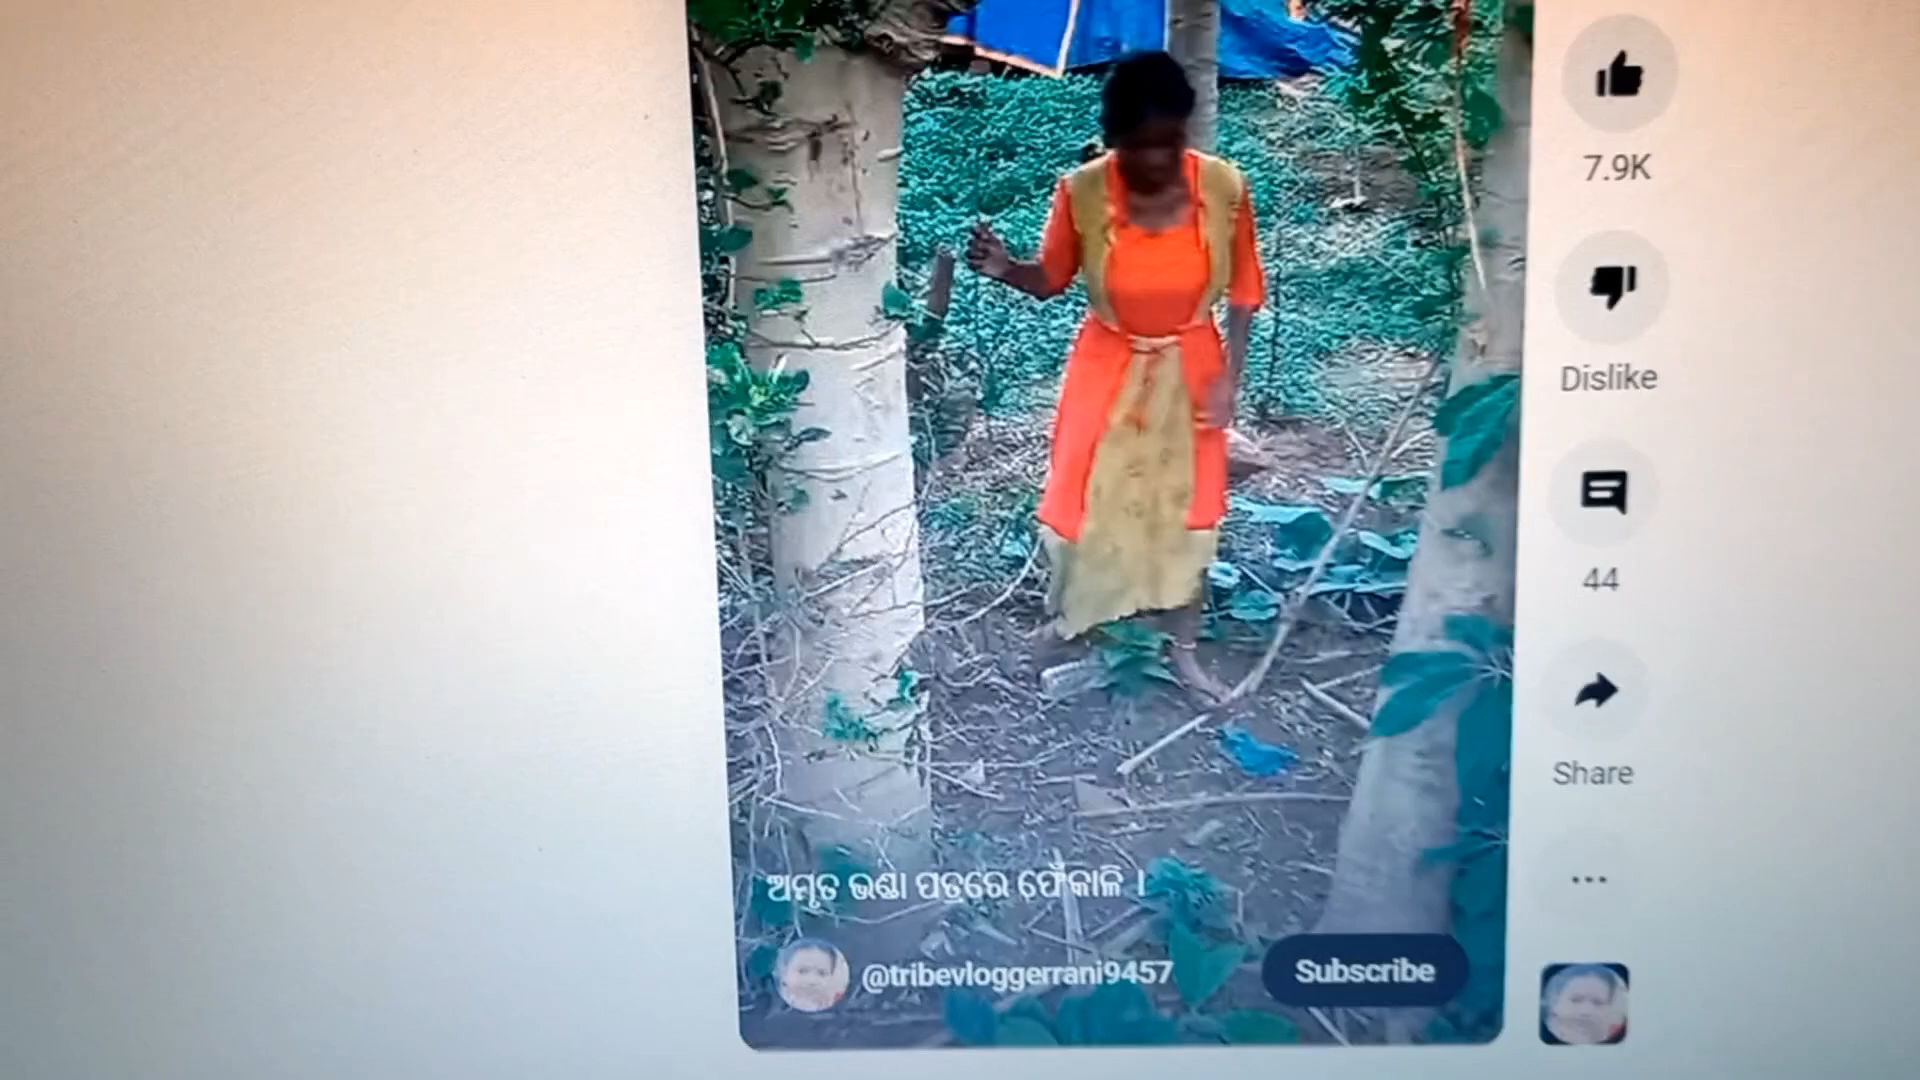 7.9K
Dislike
44
Share
ଅମୃତ ଭଣ୍ଡା ପତ୍ରରେ ଫୈଁକାଳି ।
@tribevloggerrani9457
Subscribe